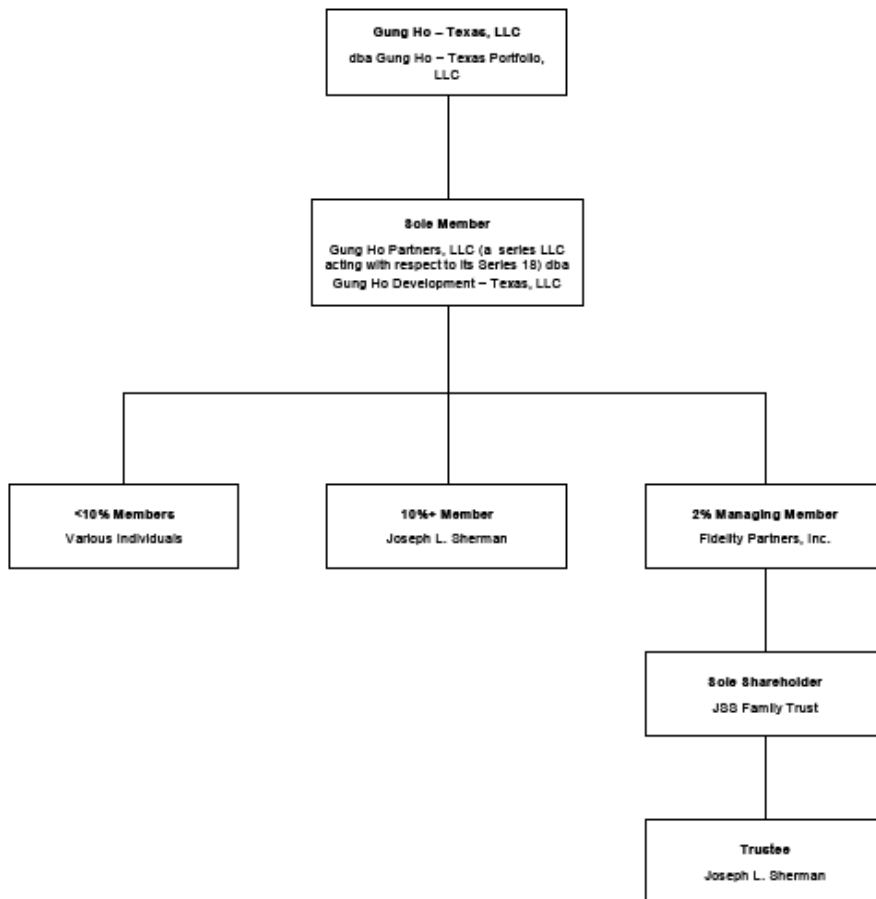 Gung Ho – Texas, LLC
dba Gung Ho – Texas Portfolio,
LLC
Sole Member
Gung Ho Partners, LLC (a series LLC
acting with respect to its Series 18) dba
Gung Ho Development – Texas, LLC
<10% Members
Various Individuals
10%+ Member
Joseph L. Sherman
2% Managing Member
Fidelity Partners, Inc.
Sole Shareholder
JSS Family Trust
Trustee
Joseph L. Sherman